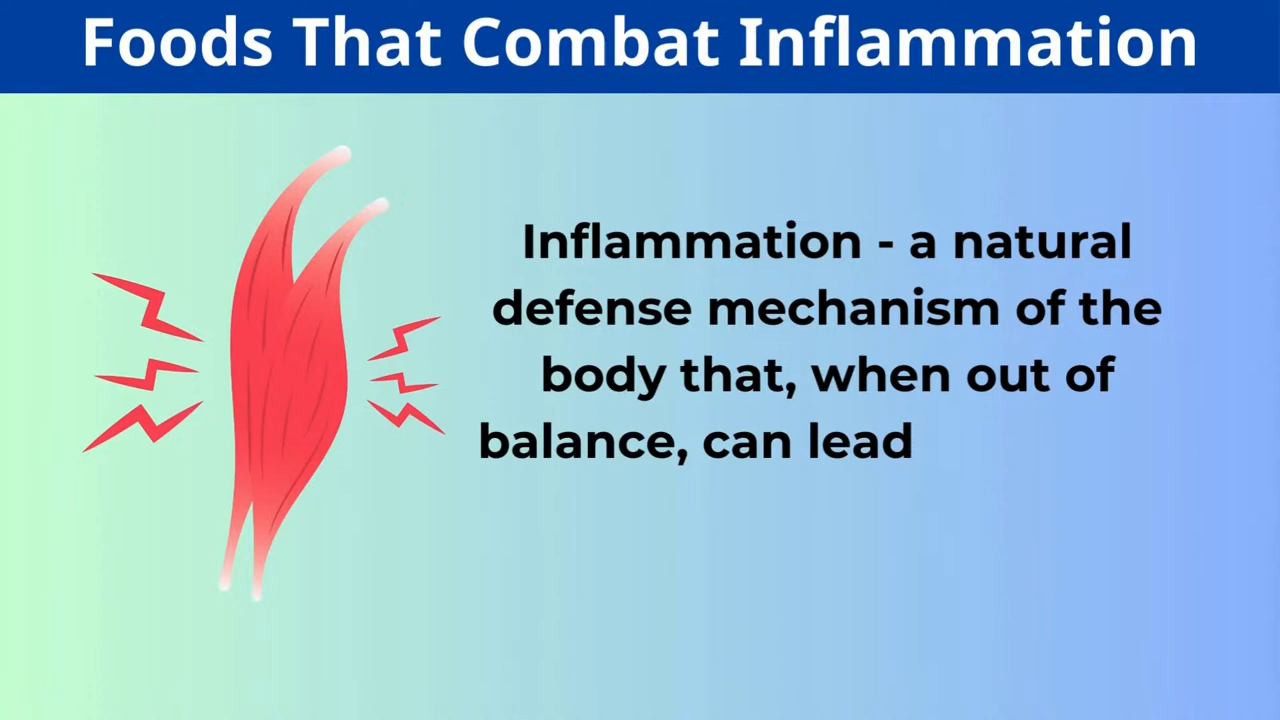 Foods That Combat Inflammation
Inflammation - a natural
defense mechanism of the
body that, when out of
balance, can lead